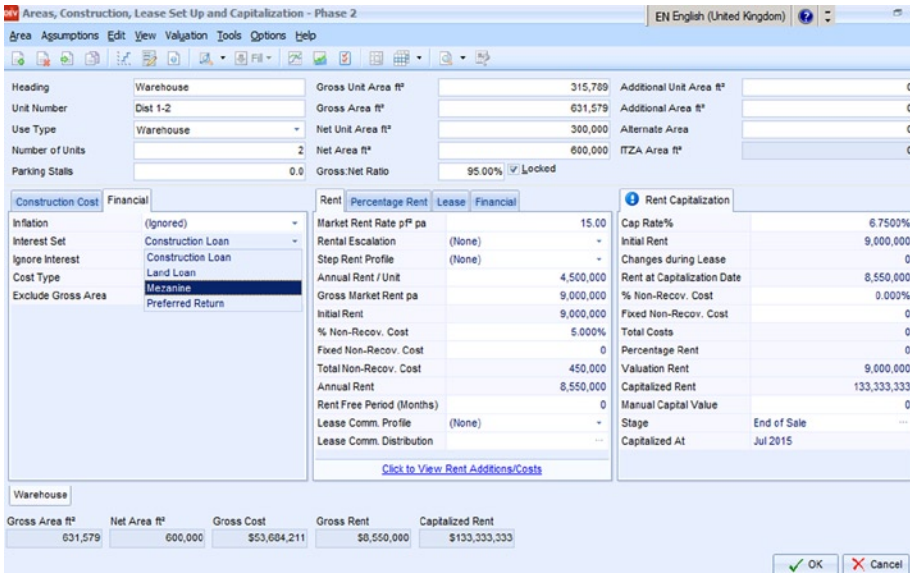 DEV Areas, Construction, Lease Set Up and Capitalization - Phase 2
EN English (United Kingdom)
Area Assumptions Edit View Valuation Tools Options Help
Fill
Heading Warehouse Gross Unit Area ft² 315,789 Additional Unit Area ft² 0
Unit Number Dist 1-2 Gross Area ft² 631,579 Additional Area ft² 0
Use Type Warehouse Net Unit Area ft² 300,000 Alternate Area 0
Number of Units 2 Net Area ft² 600,000 ITZA Area ft² 0
Parking Stalls 0.0 Gross:Net Ratio 95.00% Locked
Construction Cost Financial Rent Percentage Rent Lease Financial Rent Capitalization
Inflation (Ignored) Market Rent Rate pf² pa 15.00 Cap Rate% 6.7500%
Interest Set Construction Loan Rental Escalation (None) Initial Rent 9,000,000
Ignore Interest Construction Loan Step Rent Profile (None) Changes during Lease 0
Cost Type Land Loan Annual Rent / Unit 4,500,000 Rent at Capitalization Date 8,550,000
Exclude Gross Area Mezanine Gross Market Rent pa 9,000,000 % Non-Recov. Cost 0.000%
Preferred Return Initial Rent 9,000,000 Fixed Non-Recov. Cost 0
% Non-Recov. Cost 5.000% Total Costs 0
Fixed Non-Recov. Cost 0 Percentage Rent 0
Total Non-Recov. Cost 450,000 Valuation Rent 9,000,000
Annual Rent 8,550,000 Capitalized Rent 133,333,333
Rent Free Period (Months) 0 Manual Capital Value 0
Lease Comm. Profile (None) Stage End of Sale ...
Lease Comm. Distribution ... Capitalized At Jul 2015
Click to View Rent Additions/Costs
Warehouse
Gross Area ft² Net Area ft² Gross Cost Gross Rent Capitalized Rent
631,579 600,000 $53,684,211 $8,550,000 $133,333,333
OK Cancel